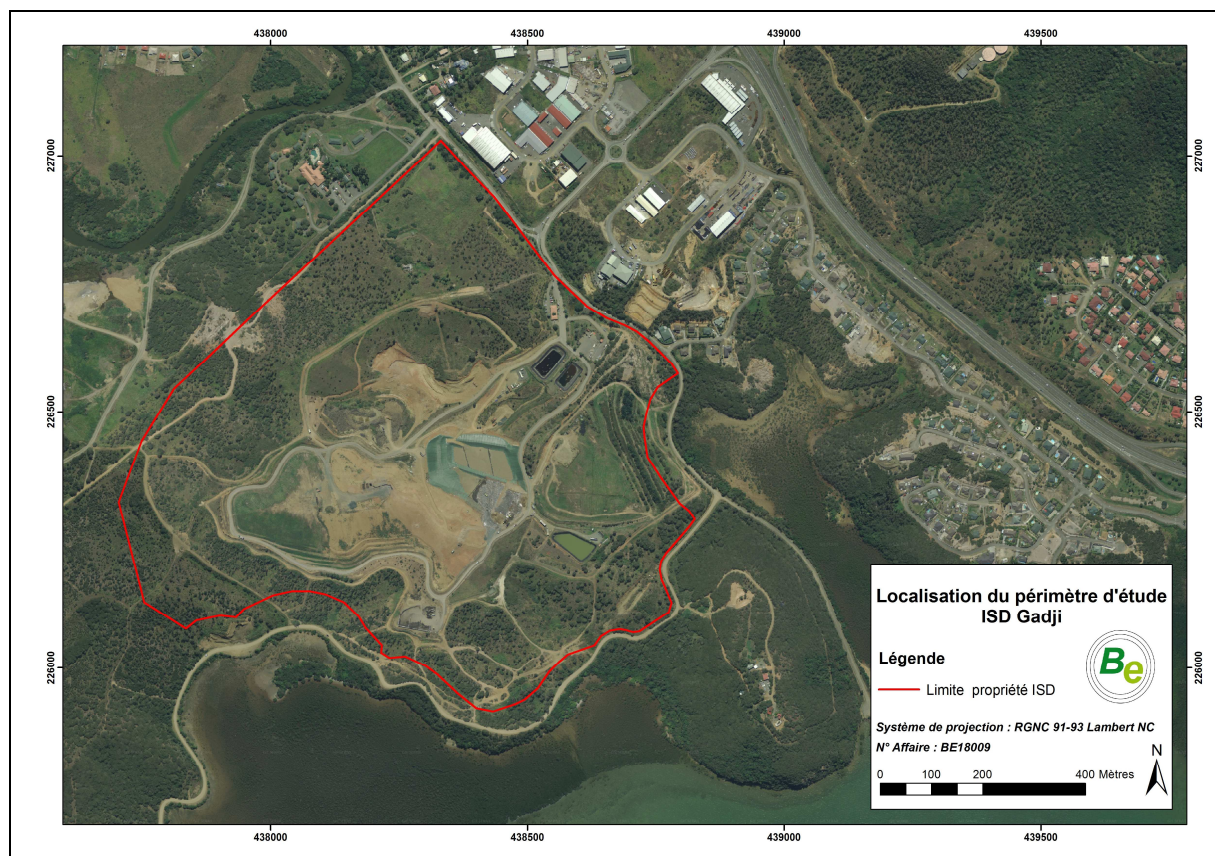 438000 438500 439000 439500
227000 227000
226500 226500
226000 226000
438000 438500 439000 439500
Localisation du périmètre d'étude
ISD Gadji
Légende
Limite propriété ISD
Be
Système de projection : RGNC 91-93 Lambert NC
N° Affaire : BE18009
N
0 100 200 400 Mètres